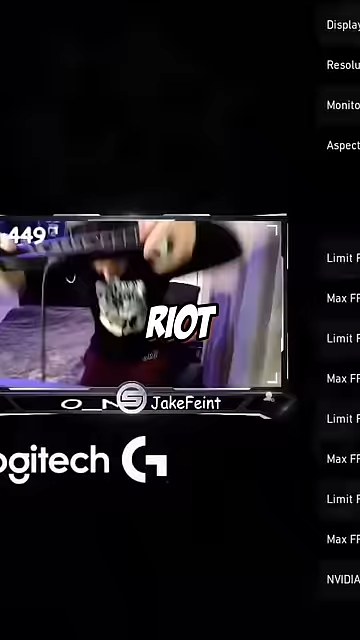 Display
Resolu
Monito
Aspect
449
Limit F
Max FF
RIOT
Limit F
Max FF
O_N
JakeFeint
Limit F
ogitech G
Max FF
Limit F
Max FF
NVIDIA